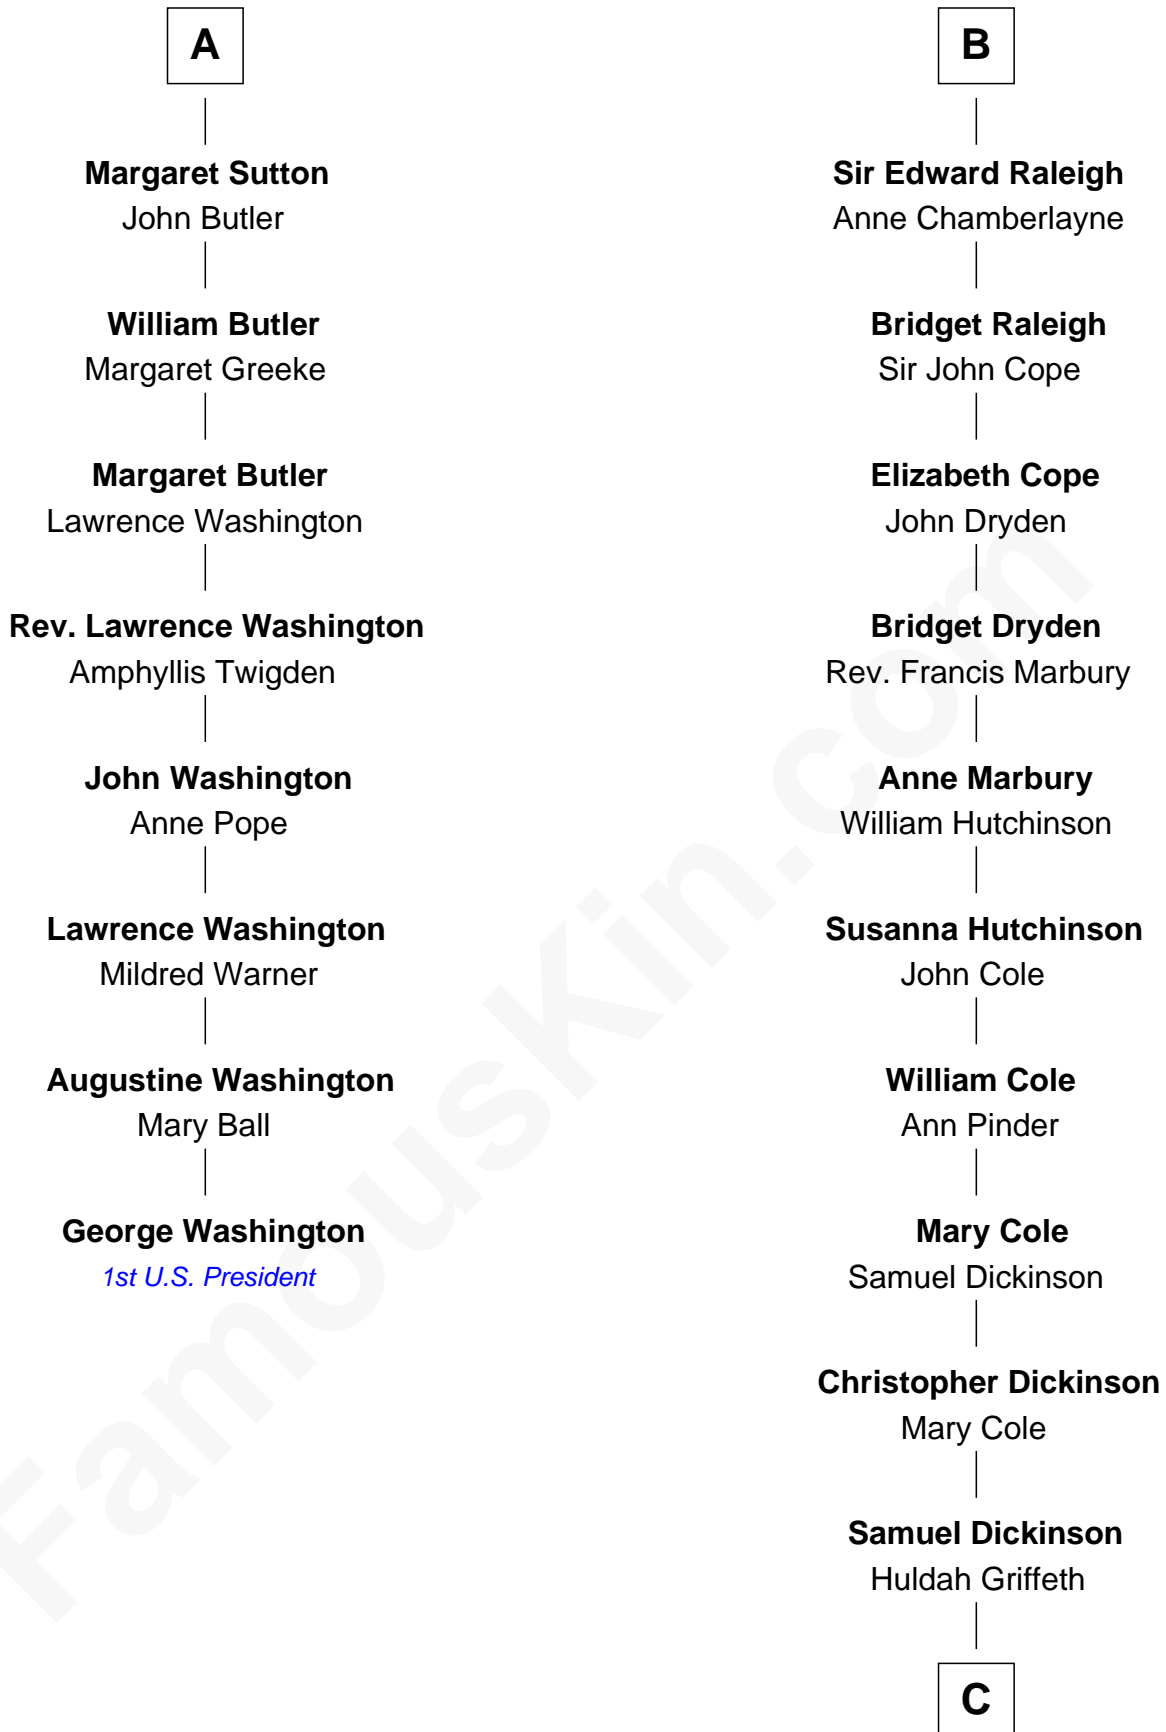 A
Margaret Sutton
John Butler
William Butler
Margaret Greeke
Margaret Butler
Lawrence Washington
Rev. Lawrence Washington
Amphyllis Twigden
John Washington
Anne Pope
Lawrence Washington
Mildred Warner
Augustine Washington
Mary Ball
George Washington
1st U.S. President
B
Sir Edward Raleigh
Anne Chamberlayne
Bridget Raleigh
Sir John Cope
Elizabeth Cope
John Dryden
Bridget Dryden
Rev. Francis Marbury
Anne Marbury
William Hutchinson
Susanna Hutchinson
John Cole
William Cole
Ann Pinder
Mary Cole
Samuel Dickinson
Christopher Dickinson
Mary Cole
Samuel Dickinson
Huldah Griffeth
C
FamousKin.com